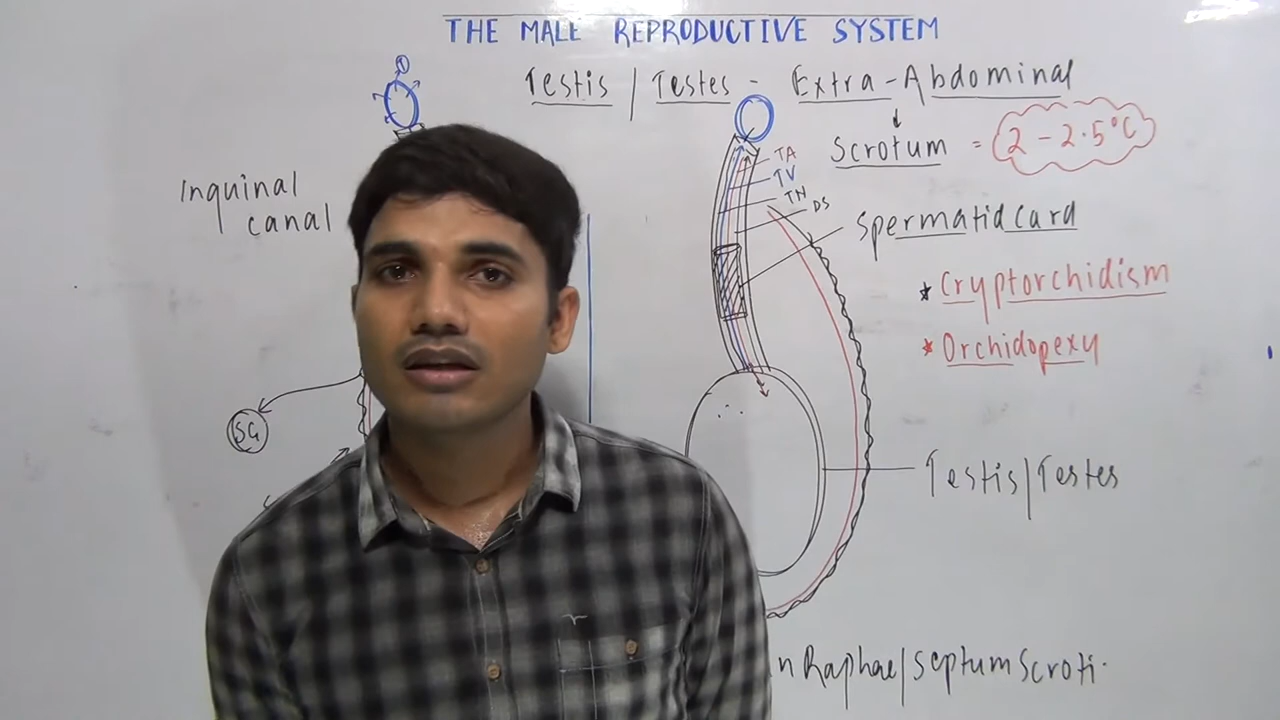 THE MALE REPRODUCTIVE SYSTEM
Testis / Testes - Extra-Abdominal
Scrotum = 2 - 2.5°C
TA
TV
TN
DS
Inquinal
canal
Spermatid card
* Cryptorchidism
* Orchidopexy
SG
Testis/Testes
n Raphae/Septum Scroti.